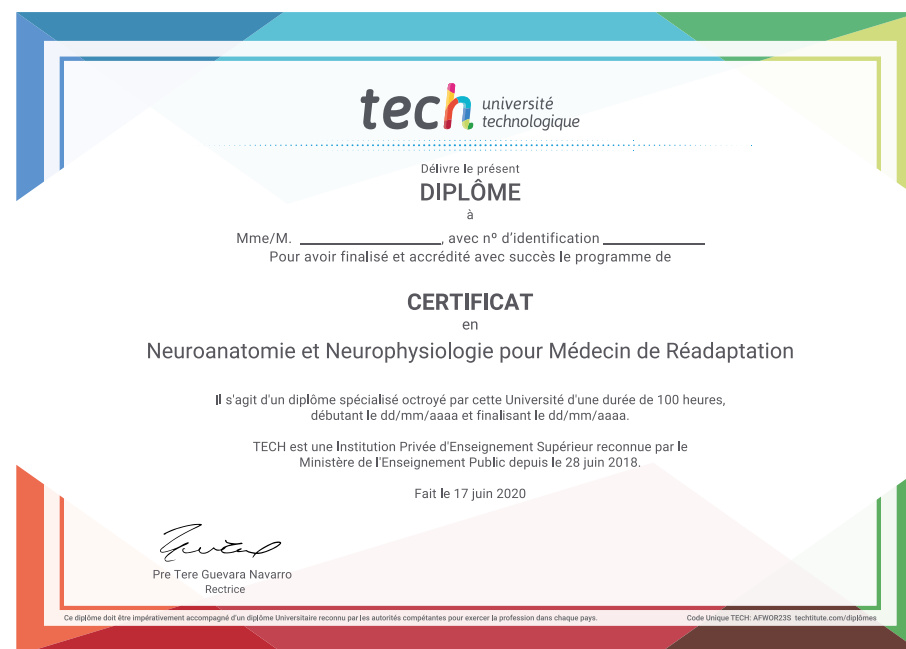 tech université
technologique
Délivre le présent
DIPLÔME
à
Mme/M. ____________________, avec nº d'identification ______________
Pour avoir finalisé et accrédité avec succès le programme de
CERTIFICAT
en
Neuroanatomie et Neurophysiologie pour Médecin de Réadaptation
Il s'agit d'un diplôme spécialisé octroyé par cette Université d'une durée de 100 heures,
débutant le dd/mm/aaaa et finalisant le dd/mm/aaaa.
TECH est une Institution Privée d'Enseignement Supérieur reconnue par le
Ministère de l'Enseignement Public depuis le 28 juin 2018.
Fait le 17 juin 2020
Pre Tere Guevara Navarro
Rectrice
Ce diplôme doit être impérativement accompagné d'un diplôme Universitaire reconnu par les autorités compétantes pour exercer la profession dans chaque pays.
Code Unique TECH: AFWOR23S techtitute.com/diplômes